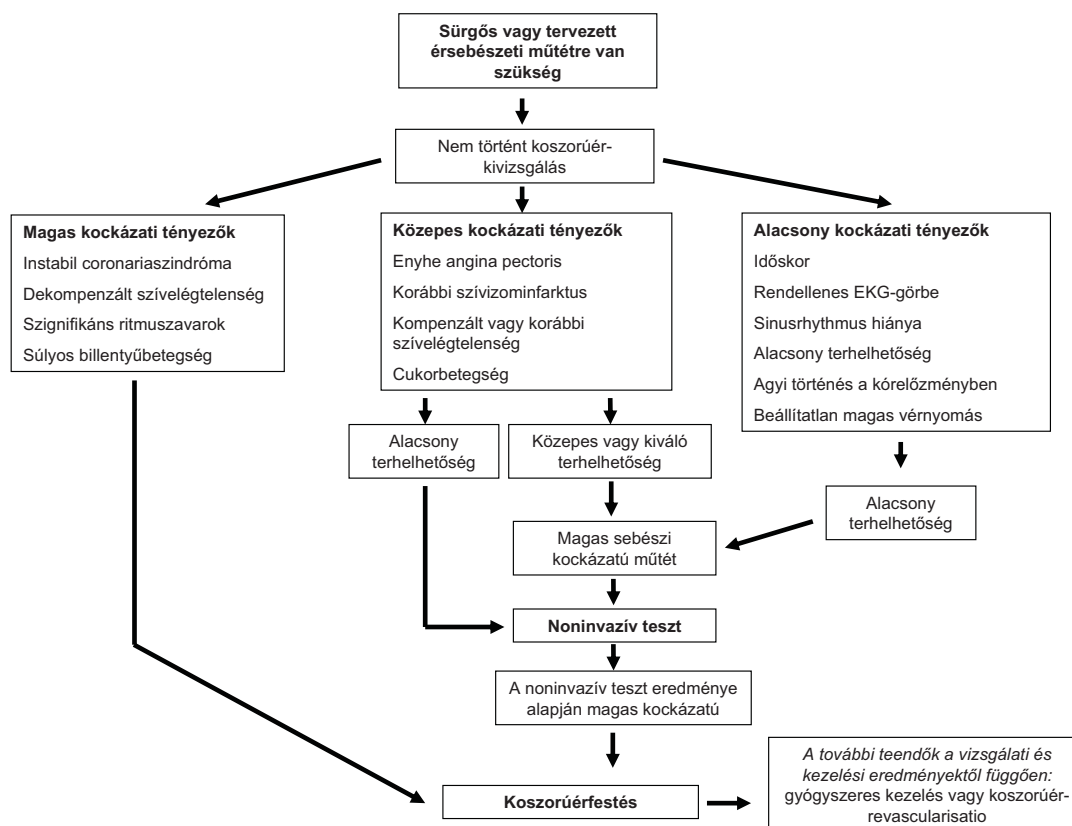 Sürgős vagy tervezett
érsebészeti műtétre van
szükség
Nem történt koszorúér-
kivizsgálás
Magas kockázati tényezők
Instabil coronariaszindróma
Dekompenzált szívelégtelenség
Szignifikáns ritmuszavarok
Súlyos billentyűbetegség
Közepes kockázati tényezők
Enyhe angina pectoris
Korábbi szívizominfarktus
Kompenzált vagy korábbi
szívelégtelenség
Cukorbetegség
Alacsony kockázati tényezők
Időskor
Rendellenes EKG-görbe
Sinusrhythmus hiánya
Alacsony terhelhetőség
Agyi történés a kórelőzményben
Beállítatlan magas vérnyomás
Alacsony
terhelhetőség
Közepes vagy kiváló
terhelhetőség
Alacsony
terhelhetőség
Magas sebészi
kockázatú műtét
Noninvazív teszt
A noninvazív teszt eredménye
alapján magas kockázatú
Koszorúérfestés
A további teendők a vizsgálati és
kezelési eredményektől függően:
gyógyszeres kezelés vagy koszorúér-
revascularisatio